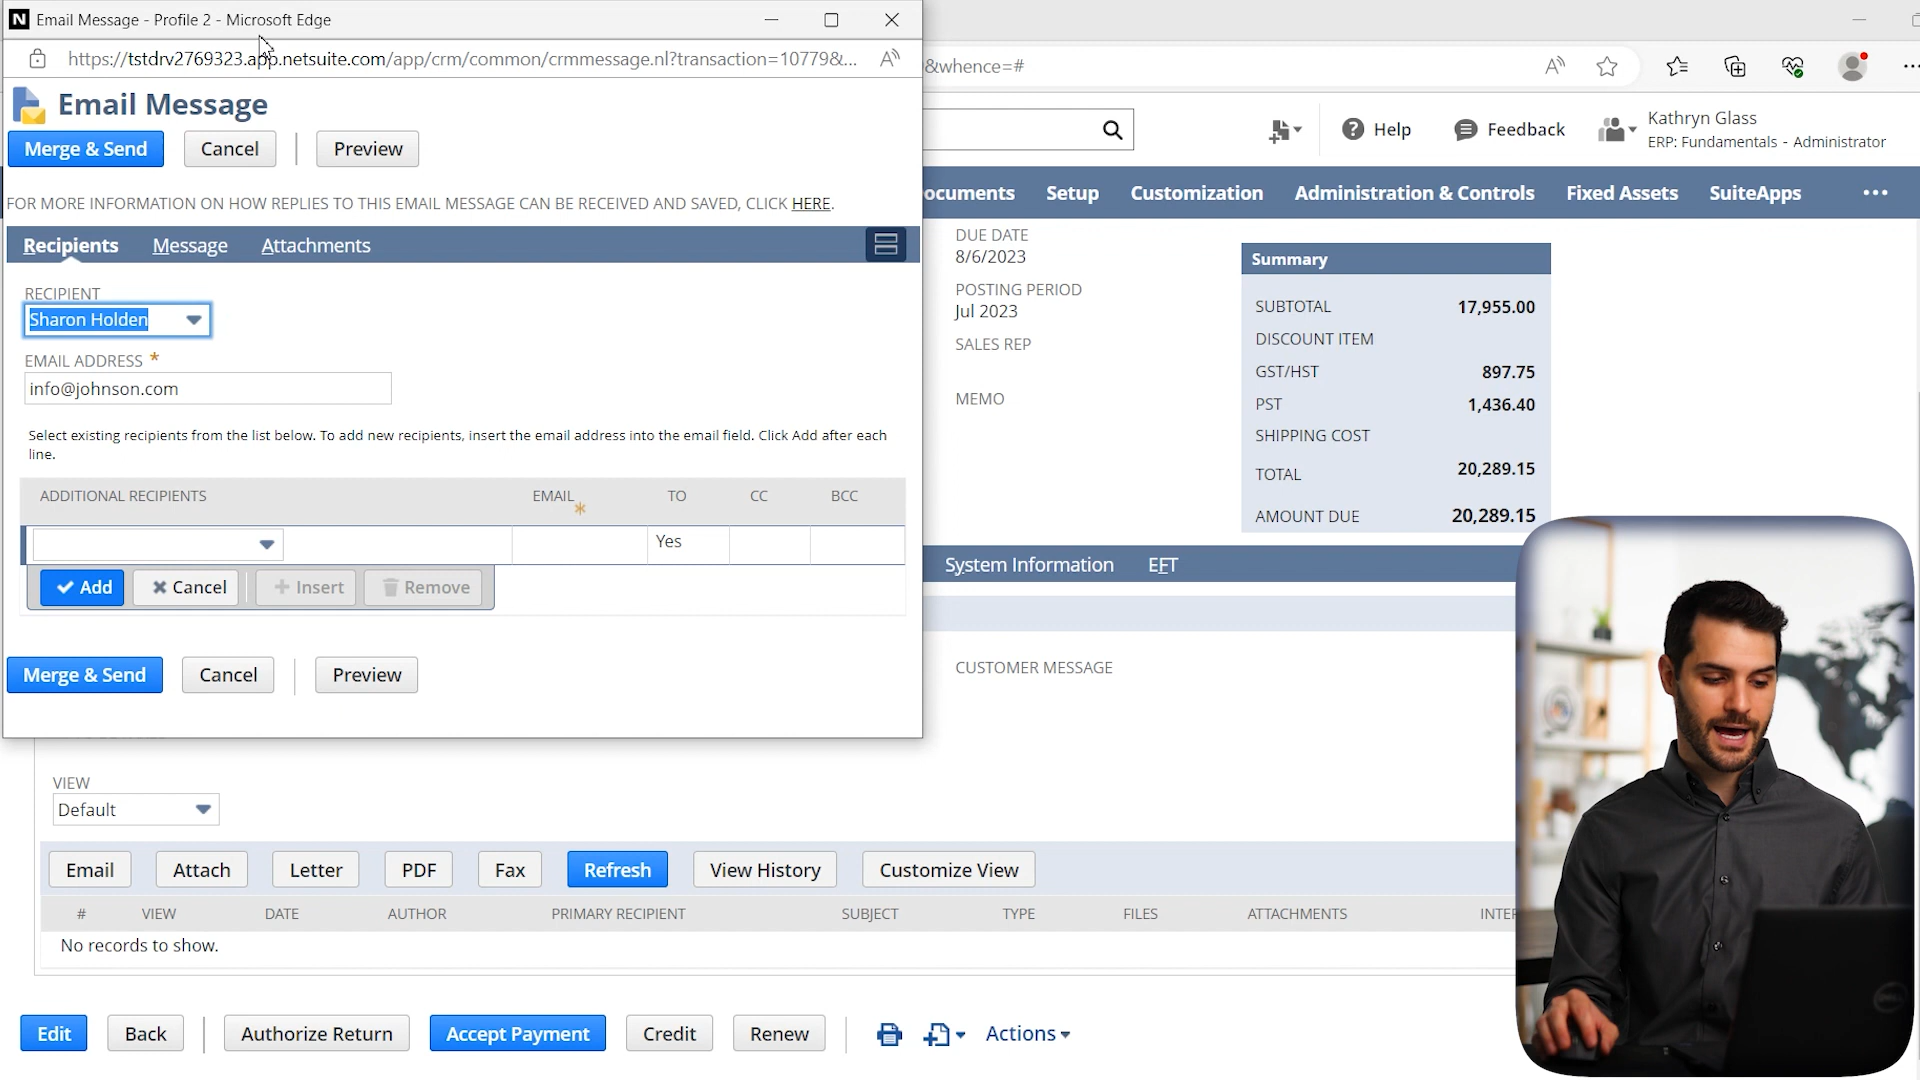 N Email Message - Profile 2 - Microsoft Edge
https://tstdrv2769323.app.netsuite.com/app/crm/common/crmmessage.nl?transaction=10779&...
Email Message
Merge & Send
Cancel
Preview
FOR MORE INFORMATION ON HOW REPLIES TO THIS EMAIL MESSAGE CAN BE RECEIVED AND SAVED, CLICK HERE.
Recipients
Message
Attachments
RECIPIENT
Sharon Holden
EMAIL ADDRESS *
info@johnson.com
Select existing recipients from the list below. To add new recipients, insert the email address into the email field. Click Add after each
line.
ADDITIONAL RECIPIENTS
EMAIL *
TO
CC
BCC
Yes
Add
Cancel
Insert
Remove
Merge & Send
Cancel
Preview
&whence=#
Help
Feedback
Kathryn Glass
ERP: Fundamentals - Administrator
ocuments
Setup
Customization
Administration & Controls
Fixed Assets
SuiteApps
DUE DATE
8/6/2023
POSTING PERIOD
Jul 2023
SALES REP
MEMO
Summary
SUBTOTAL 17,955.00
DISCOUNT ITEM
GST/HST 897.75
PST 1,436.40
SHIPPING COST
TOTAL 20,289.15
AMOUNT DUE 20,289.15
System Information
EFT
CUSTOMER MESSAGE
VIEW
Default
Email
Attach
Letter
PDF
Fax
Refresh
View History
Customize View
# VIEW DATE AUTHOR PRIMARY RECIPIENT SUBJECT TYPE FILES ATTACHMENTS INTER
No records to show.
Edit
Back
Authorize Return
Accept Payment
Credit
Renew
Actions
DELL